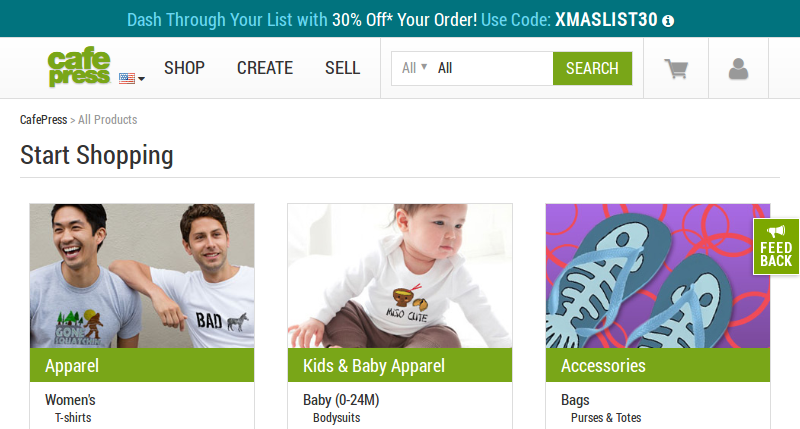 Dash Through Your List with 30% Off* Your Order! Use Code: XMASLIST30
cafe
press
SHOP
CREATE
SELL
All
All
SEARCH
CafePress > All Products
Start Shopping
FEED
BACK
GONE
SQUATCHIN
BAD
MISO CUTE
Apparel
Kids & Baby Apparel
Accessories
Women's
T-shirts
Baby (0-24M)
Bodysuits
Bags
Purses & Totes